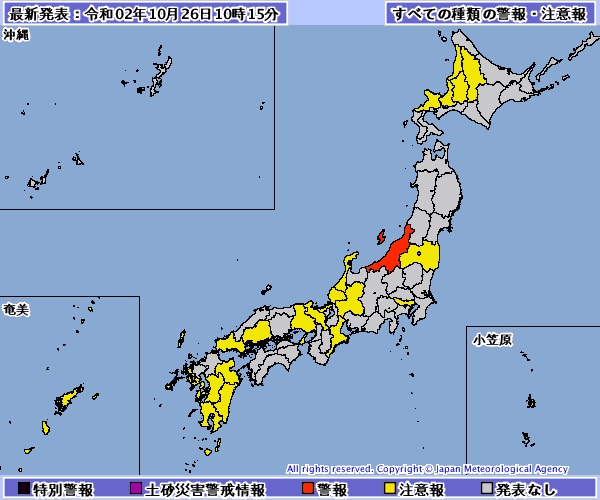 最新発表：令和02年10月26日10時15分
すべての種類の警報・注意報
沖縄
奄美
小笠原
All rights reserved. Copyright © Japan Meteorological Agency
特別警報
土砂災害警戒情報
警報
注意報
発表なし